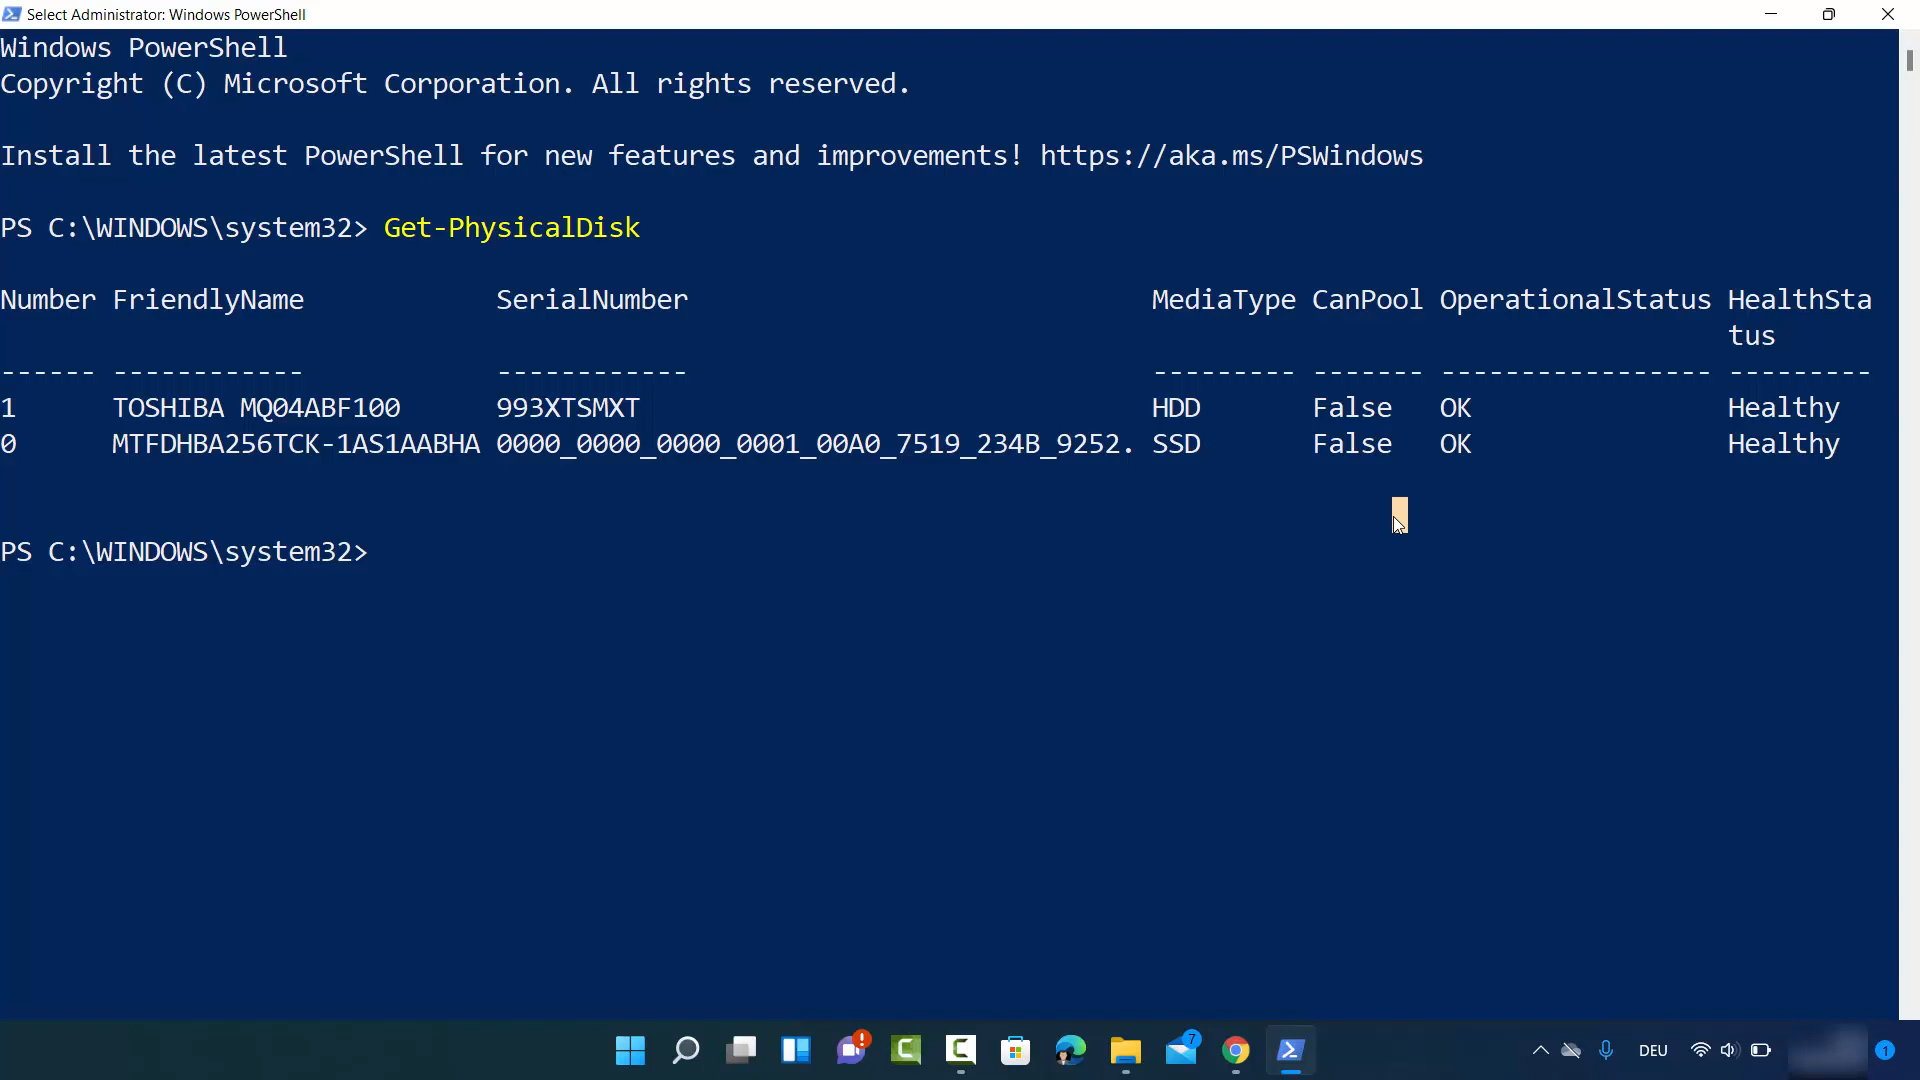 Select Administrator: Windows PowerShell
Windows PowerShell
Copyright (C) Microsoft Corporation. All rights reserved.
Install the latest PowerShell for new features and improvements! https://aka.ms/PSWindows
PS C:\WINDOWS\system32> Get-PhysicalDisk
Number FriendlyName SerialNumber MediaType CanPool OperationalStatus HealthSta
tus
------ ------------ ------------ --------- ------- ----------------- ---------
1 TOSHIBA MQ04ABF100 993XTSMXT HDD False OK Healthy
0 MTFDHBA256TCK-1AS1AABHA 0000_0000_0000_0001_00A0_7519_234B_9252. SSD False OK Healthy
PS C:\WINDOWS\system32>
! 7 DEU 1